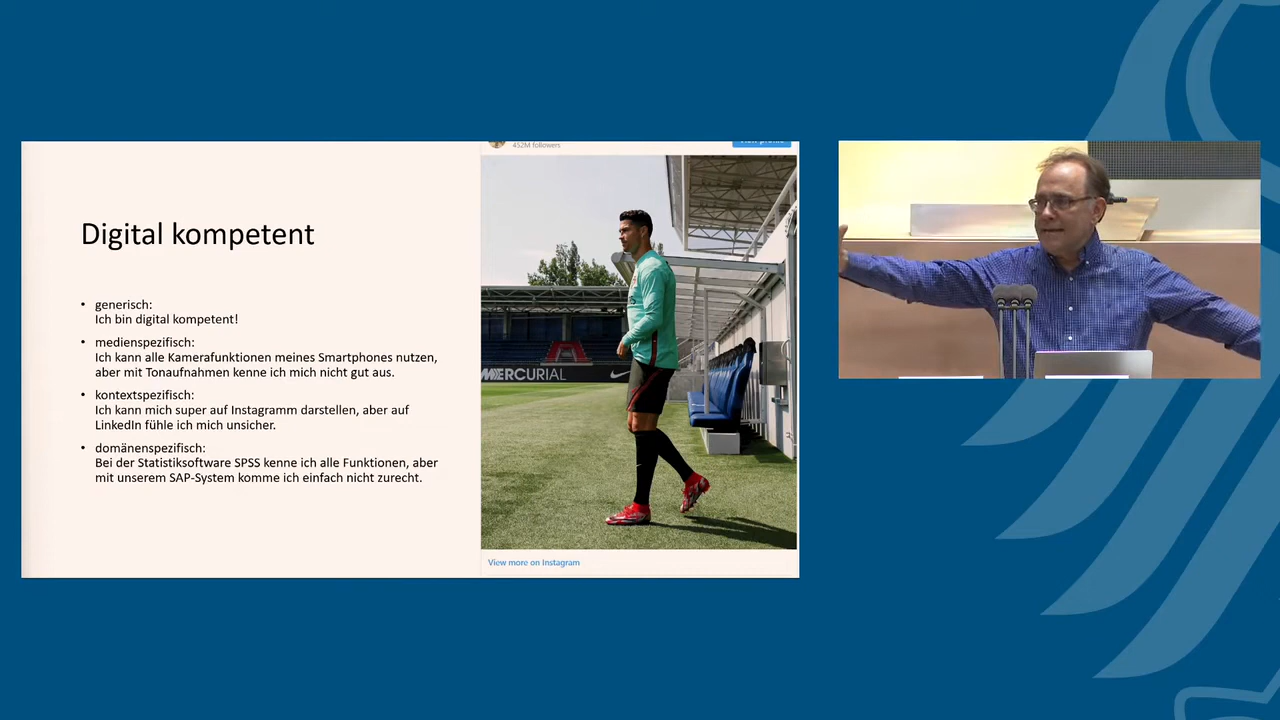 Digital kompetent
• generisch:
Ich bin digital kompetent!
• medienspezifisch:
Ich kann alle Kamerafunktionen meines Smartphones nutzen,
aber mit Tonaufnahmen kenne ich mich nicht gut aus.
• kontextspezifisch:
Ich kann mich super auf Instagramm darstellen, aber auf
LinkedIn fühle ich mich unsicher.
• domänenspezifisch:
Bei der Statistiksoftware SPSS kenne ich alle Funktionen, aber
mit unserem SAP-System komme ich einfach nicht zurecht.
452M followers
View profile
MERCURIAL
View more on Instagram